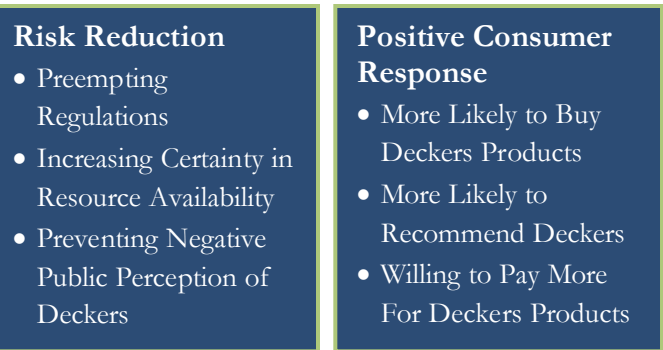 Risk Reduction
• Preempting
Regulations
• Increasing Certainty in
Resource Availability
• Preventing Negative
Public Perception of
Deckers
Positive Consumer
Response
• More Likely to Buy
Deckers Products
• More Likely to
Recommend Deckers
• Willing to Pay More
For Deckers Products